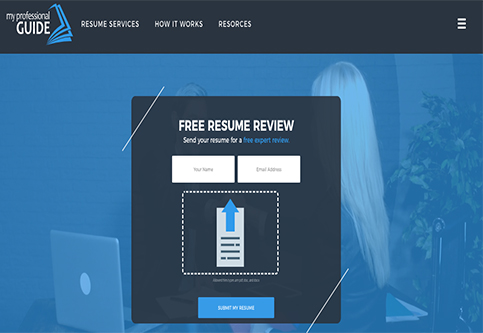 my professional
GUIDE
RESUME SERVICES
HOW IT WORKS
RESORCES
FREE RESUME REVIEW
Send your resume for a free expert review.
Your Name
Email Address
SUBMIT MY RESUME